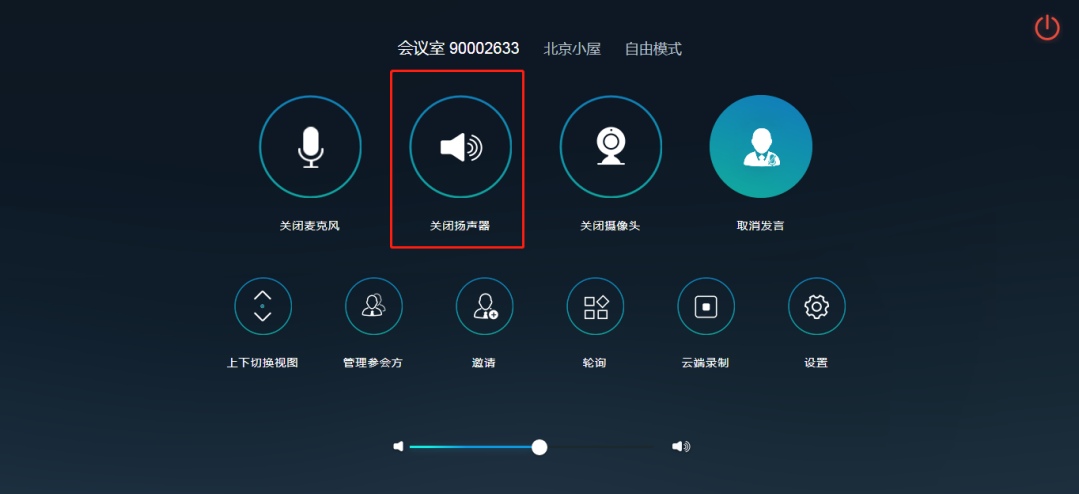 会议室 90002633 北京小屋 自由模式
关闭麦克风 关闭扬声器 关闭摄像头 取消发言
上下切换视图 管理参会方 邀请 轮询 云端录制 设置